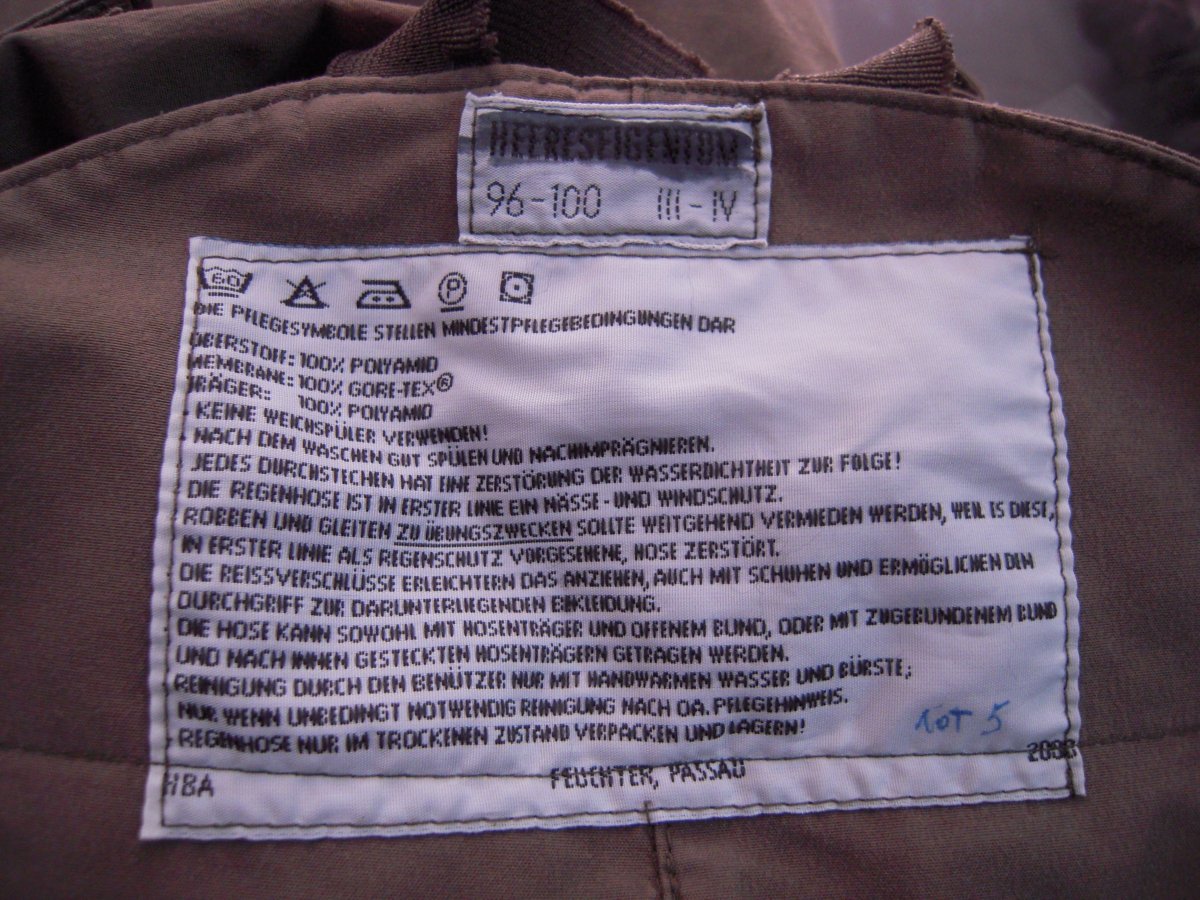 HEERESEIGENTUM
96-100 III-IV
60 P
DIE PFLEGESYMBOLE STELLEN MINDESTPFLEGEBEDINGUNGEN DAR
OBERSTOFF: 100% POLYAMID
MEMBRANE: 100% GORE-TEX®
TRÄGER: 100% POLYAMID
KEINE WEICHSPÜLER VERWENDEN!
NACH DEM WASCHEN GUT SPÜLEN UND NACHIMPRÄGNIEREN.
JEDES DURCHSTECHEN HAT EINE ZERSTÖRUNG DER WASSERDICHTHEIT ZUR FOLGE!
DIE REGENHOSE IST IN ERSTER LINIE EIN NÄSSE- UND WINDSCHUTZ.
ROBBEN UND GLEITEN ZU ÜBUNGSZWECKEN SOLLTE WEITGEHEND VERMIEDEN WERDEN, WEIL ES DIESE,
IN ERSTER LINIE ALS REGENSCHUTZ VORGESEHENE, HOSE ZERSTÖRT.
DIE REISSVERSCHLÜSSE ERLEICHTERN DAS ANZIEHEN, AUCH MIT SCHUHEN UND ERMÖGLICHEN DEN
DURCHGRIFF ZUR DARUNTERLIEGENDEN BEKLEIDUNG.
DIE HOSE KANN SOWOHL MIT HOSENTRÄGER UND OFFENEM BUND, ODER MIT ZUGEBUNDENEM BUND
UND NACH INNEN GESTECKTEN HOSENTRÄGERN GETRAGEN WERDEN.
REINIGUNG DURCH DEN BENÜTZER NUR MIT HANDWARMEN WASSER UND BÜRSTE;
NUR WENN UNBEDINGT NOTWENDIG REINIGUNG NACH OA. PFLEGEHINWEIS.
REGENHOSE NUR IM TROCKENEN ZUSTAND VERPACKEN UND LAGERN!
ROT 5
HBA FEUCHTER, PASSAU